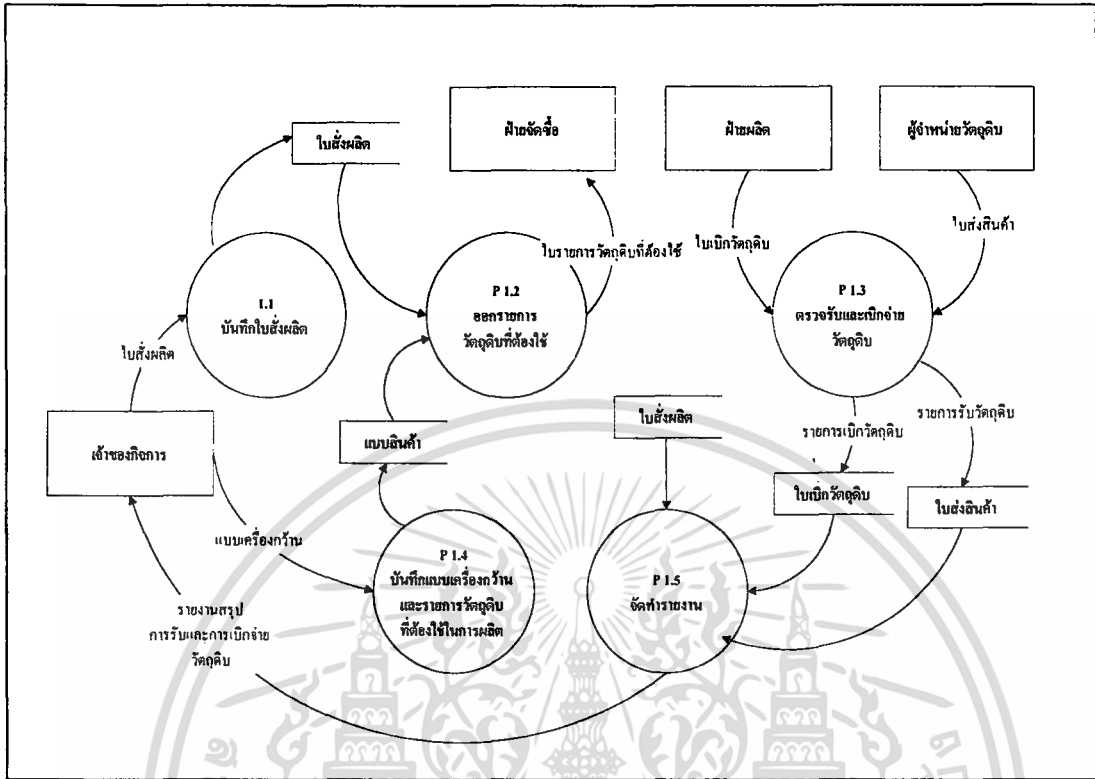 ฝ่ายจัดซื้อ
ฝ่ายผลิต
ผู้จำหน่ายวัตถุดิบ
ใบสั่งผลิต
ใบส่งสินค้า
ใบเบิกวัตถุดิบ
ใบรายการวัตถุดิบที่ต้องใช้
1.1
บันทึกใบสั่งผลิต
P 1.2
ออกรายการ
วัตถุดิบที่ต้องใช้
P 1.3
ตรวจรับและเบิกจ่าย
วัตถุดิบ
ใบสั่งผลิต
เจ้าของกิจการ
แบบสินค้า
ใบสั่งผลิต
รายการเบิกวัตถุดิบ
รายการรับวัตถุดิบ
ใบเบิกวัตถุดิบ
ใบส่งสินค้า
แบบเครื่องกว้าน
P 1.4
บันทึกแบบเครื่องกว้าน
และรายการวัตถุดิบ
ที่ต้องใช้ในการผลิต
P 1.5
จัดทำรายงาน
รายงานสรุป
การรับและการเบิกจ่าย
วัตถุดิบ